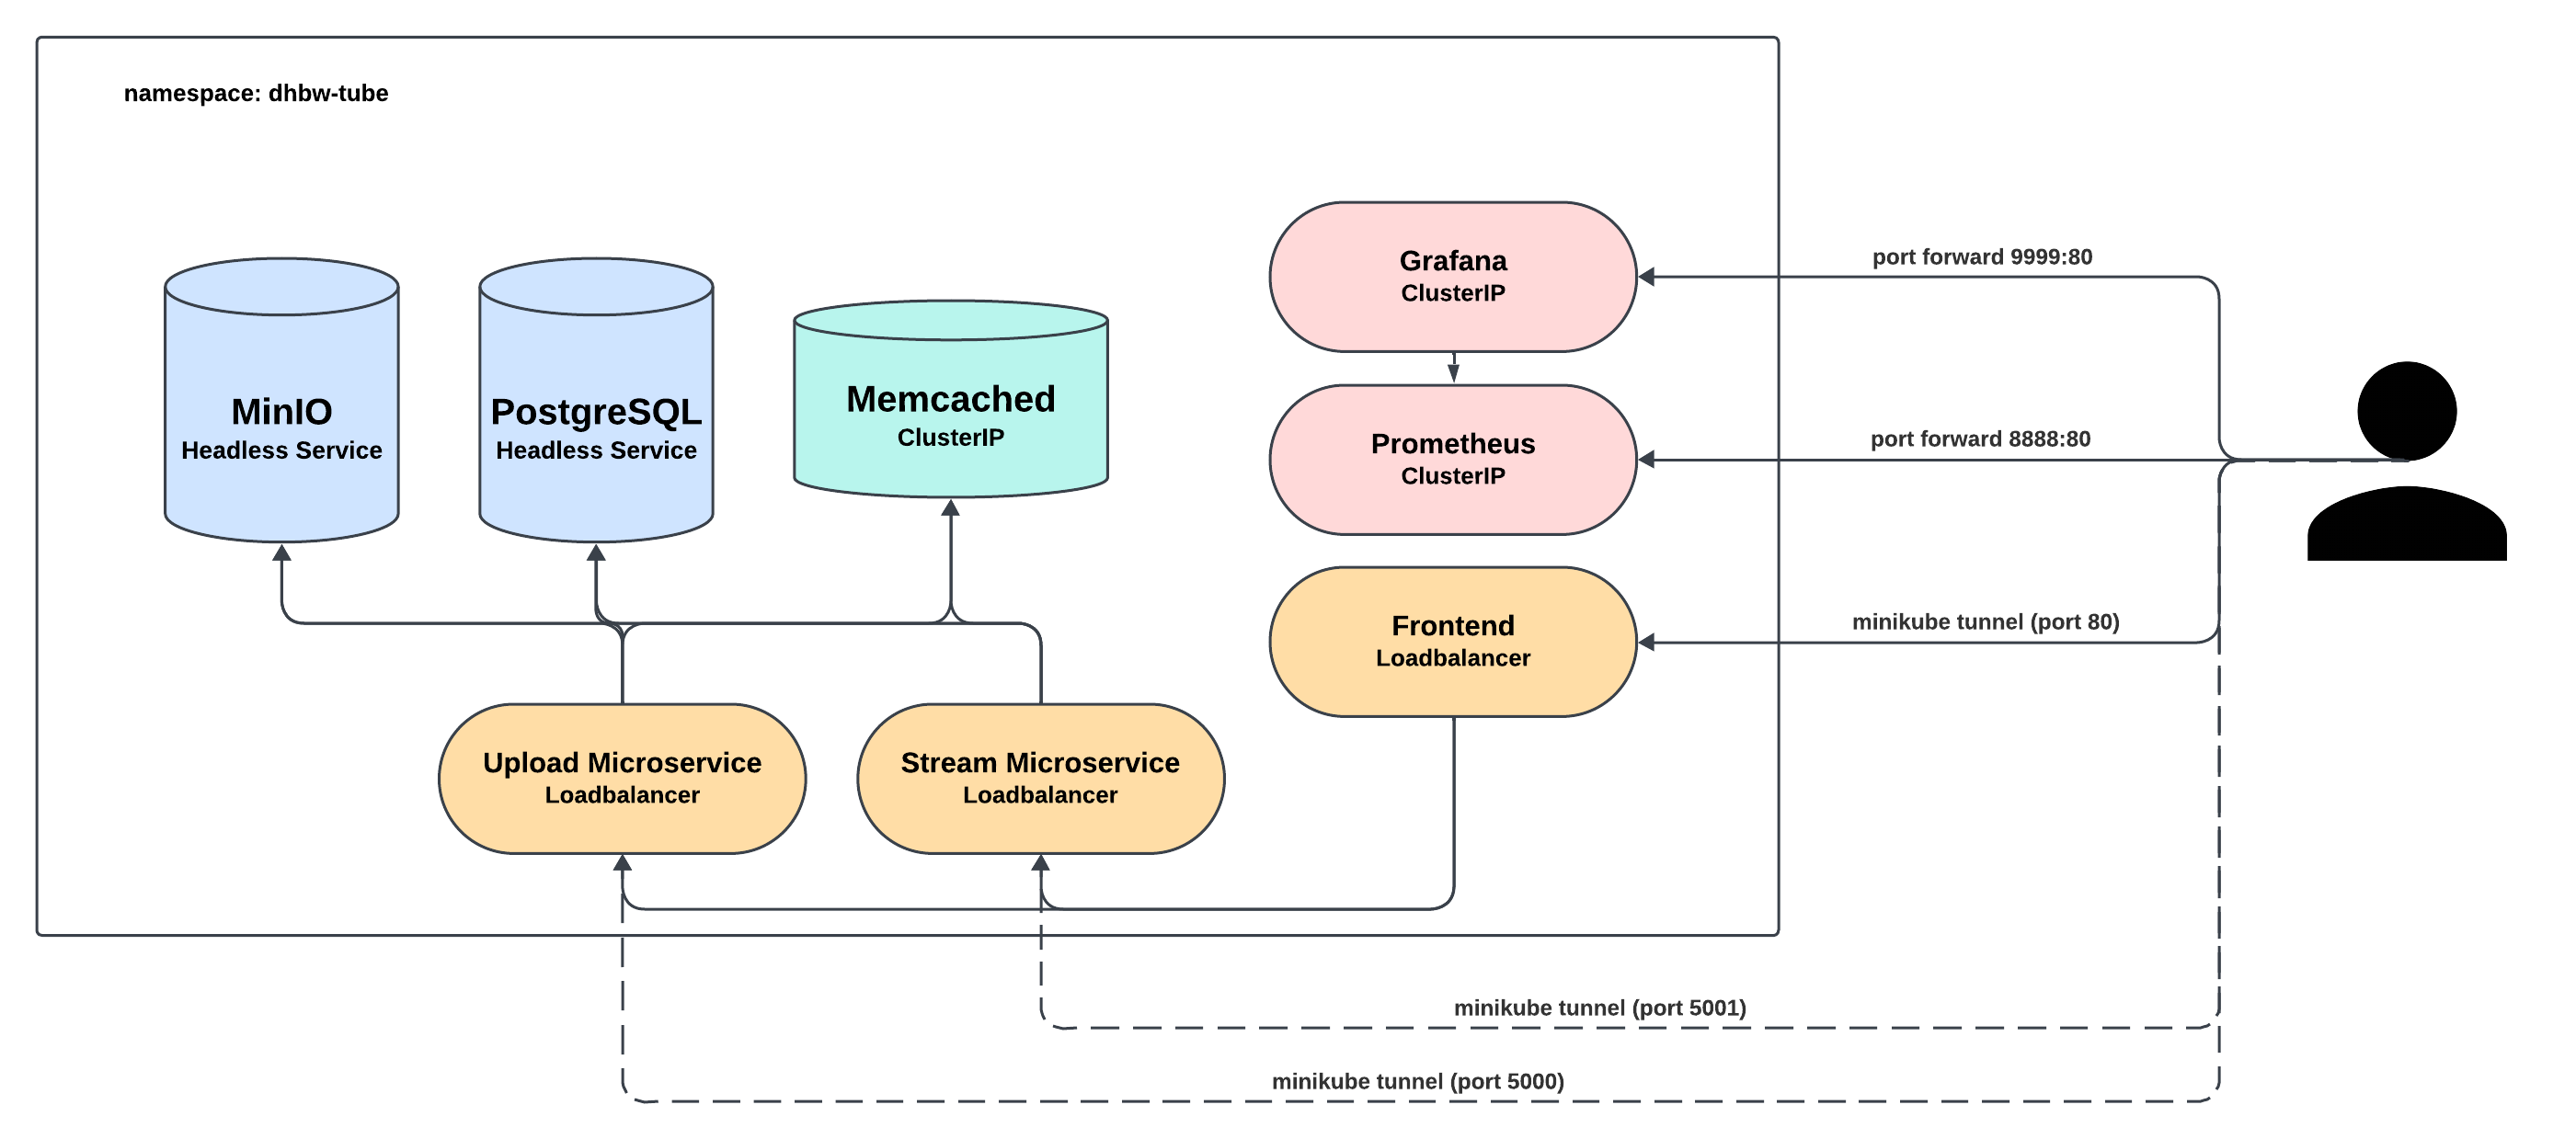 namespace: dhbw-tube
Grafana
ClusterIP
port forward 9999:80
MinIO
Headless Service
PostgreSQL
Headless Service
Memcached
ClusterIP
Prometheus
ClusterIP
port forward 8888:80
Frontend
Loadbalancer
minikube tunnel (port 80)
Upload Microservice
Loadbalancer
Stream Microservice
Loadbalancer
minikube tunnel (port 5001)
minikube tunnel (port 5000)